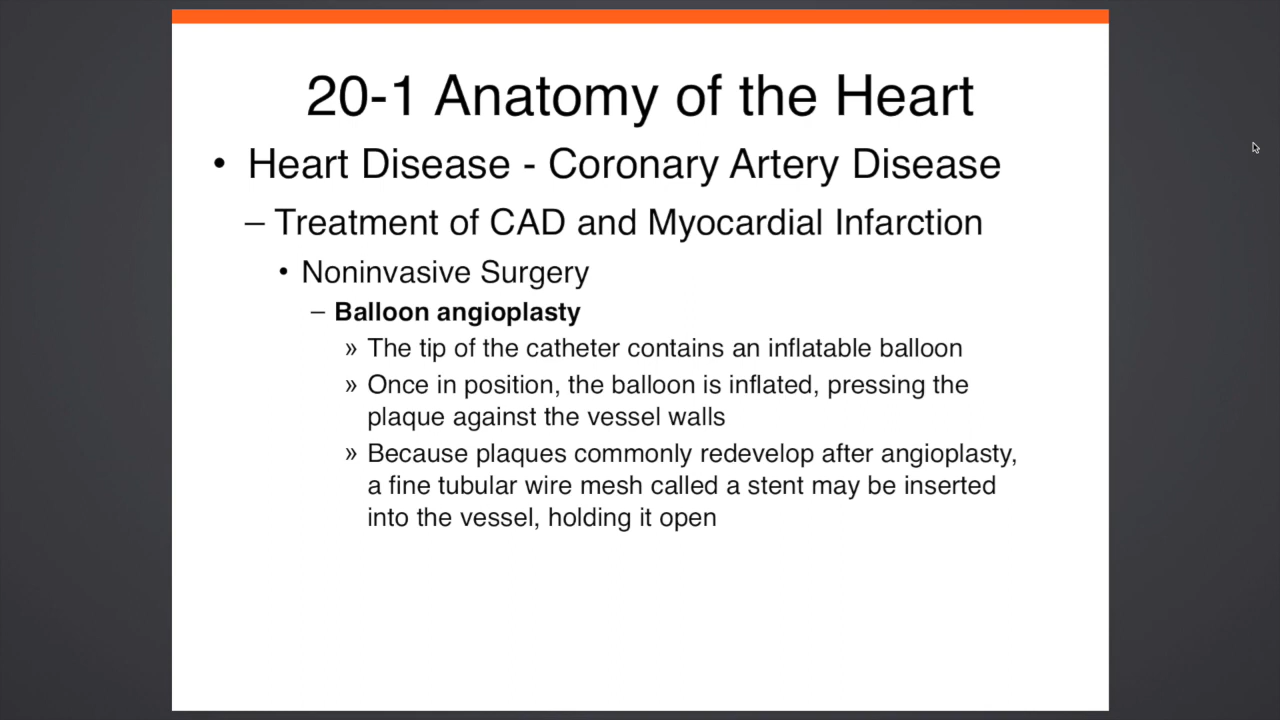 20-1 Anatomy of the Heart
• Heart Disease - Coronary Artery Disease
– Treatment of CAD and Myocardial Infarction
• Noninvasive Surgery
– Balloon angioplasty
» The tip of the catheter contains an inflatable balloon
» Once in position, the balloon is inflated, pressing the
plaque against the vessel walls
» Because plaques commonly redevelop after angioplasty,
a fine tubular wire mesh called a stent may be inserted
into the vessel, holding it open